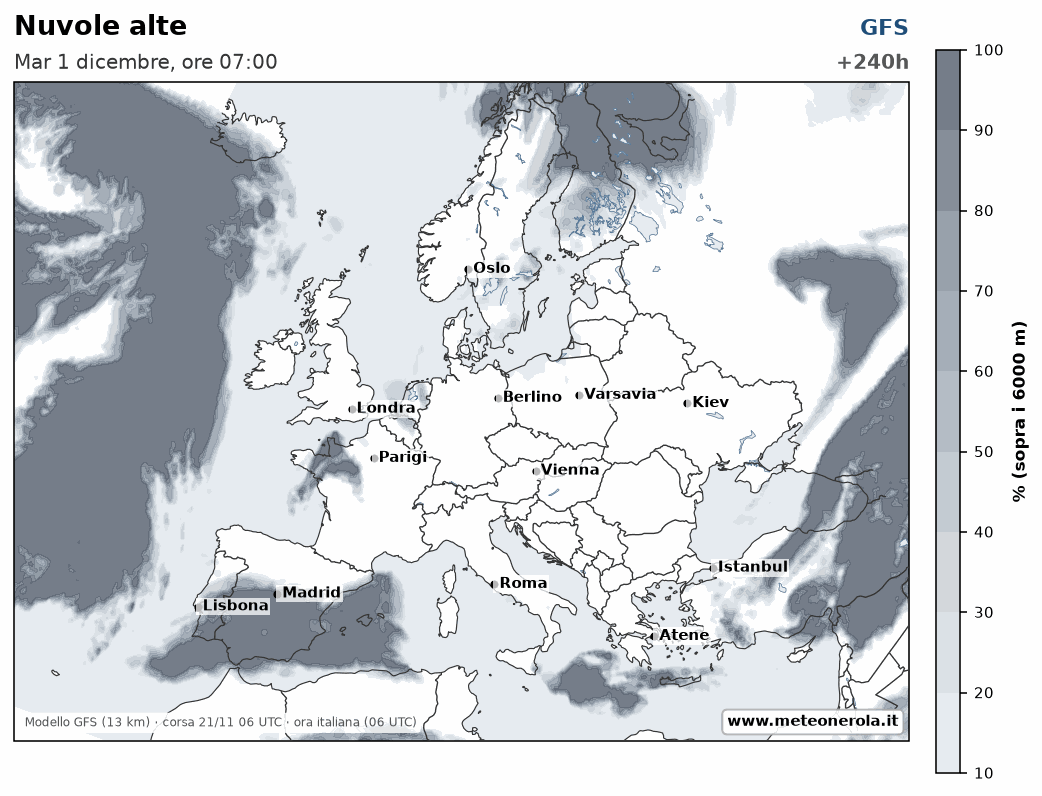 Nuvole alte
GFS
Mar 1 dicembre, ore 07:00
+240h
100
90
80
70
60
50
40
30
20
10
% (sopra i 6000 m)
Oslo
Berlino
Varsavia
Kiev
Londra
Parigi
Vienna
Istanbul
Roma
Madrid
Lisbona
Atene
Modello GFS (13 km) · corsa 21/11 06 UTC · ora italiana (06 UTC)
www.meteonerola.it